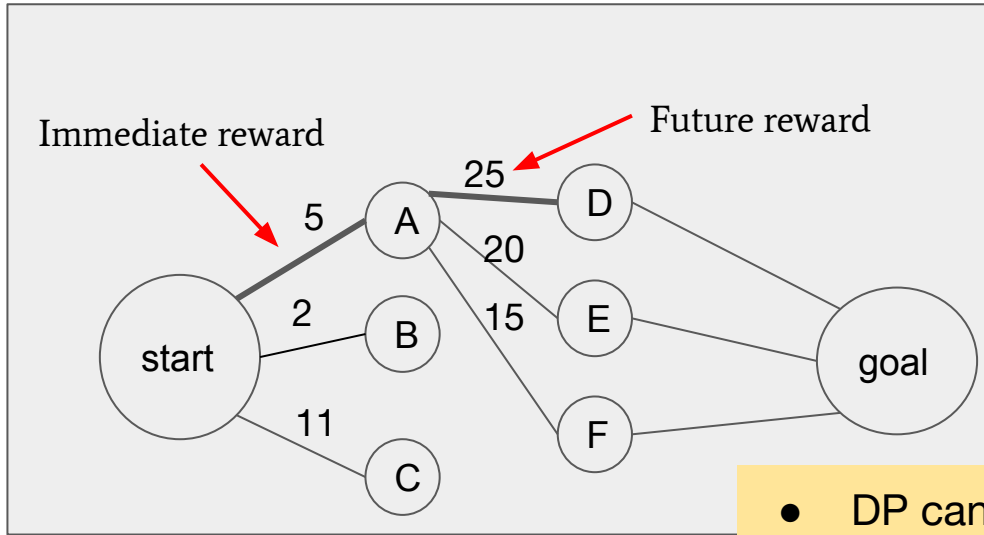 Immediate reward
Future reward
25
5
A
D
20
2
15
B
E
start
goal
11
F
C
● DP can